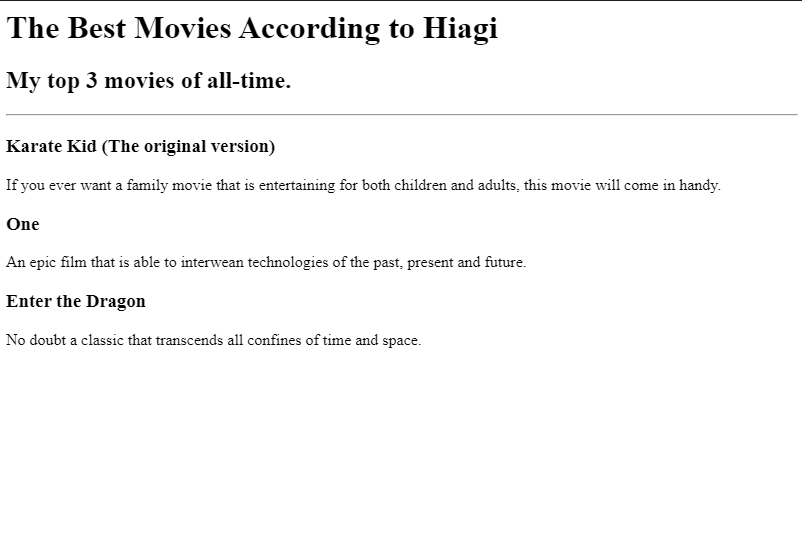 The Best Movies According to Hiagi
My top 3 movies of all-time.
Karate Kid (The original version)
If you ever want a family movie that is entertaining for both children and adults, this movie will come in handy.
One
An epic film that is able to interwean technologies of the past, present and future.
Enter the Dragon
No doubt a classic that transcends all confines of time and space.